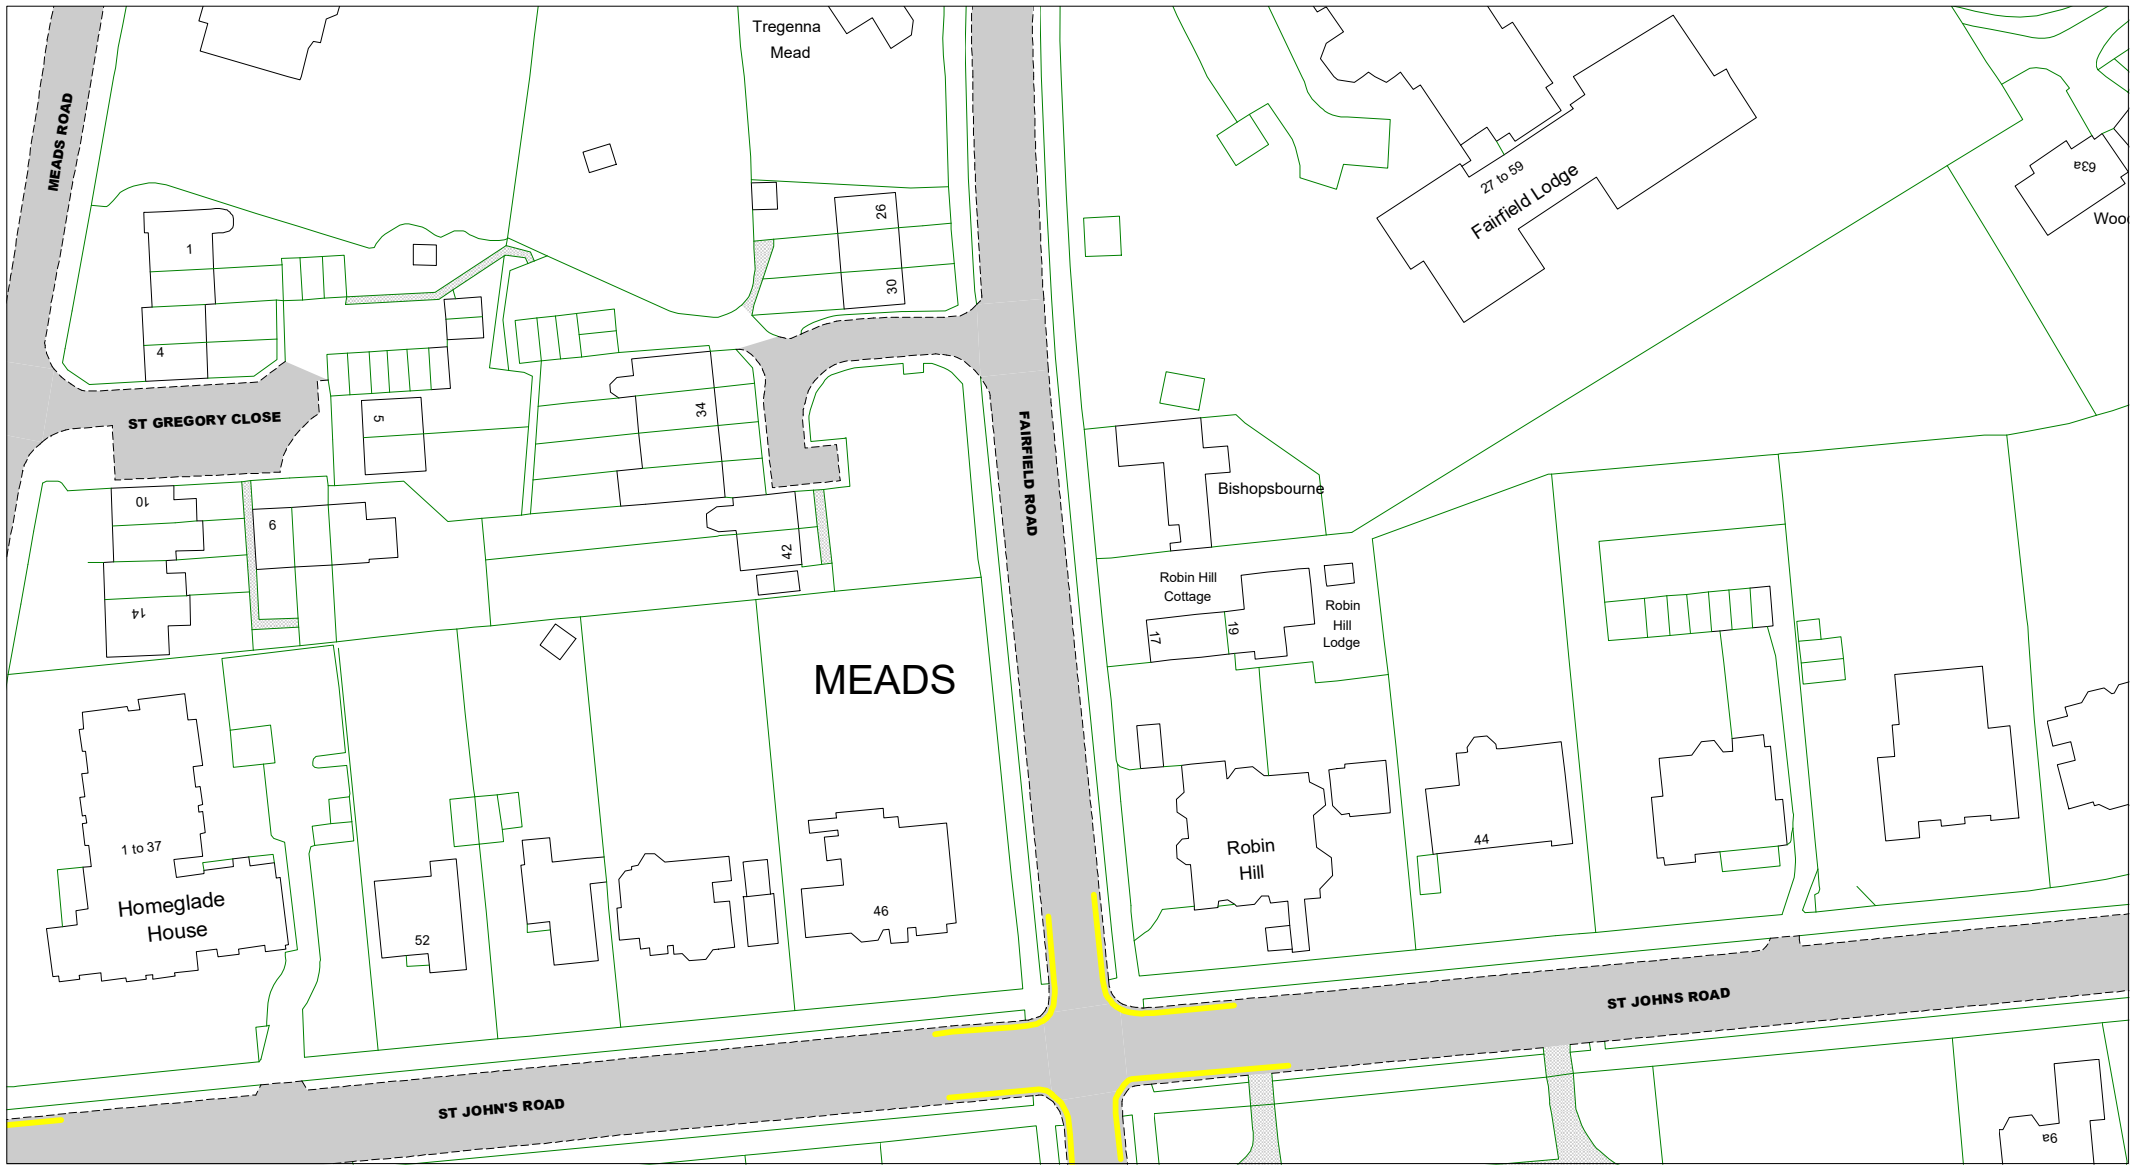 Tregenna
Mead
MEADS ROAD
27 to 59
Fairfield Lodge
63a
26
1
30
4
ST GREGORY CLOSE
5
34
FAIRFIELD ROAD
Bishopsbourne
10
6
42
Robin Hill
Cottage
Robin
Hill
Lodge
14
17
19
MEADS
1 to 37
Homeglade
House
52
46
Robin
Hill
44
ST JOHNS ROAD
ST JOHN'S ROAD
9a